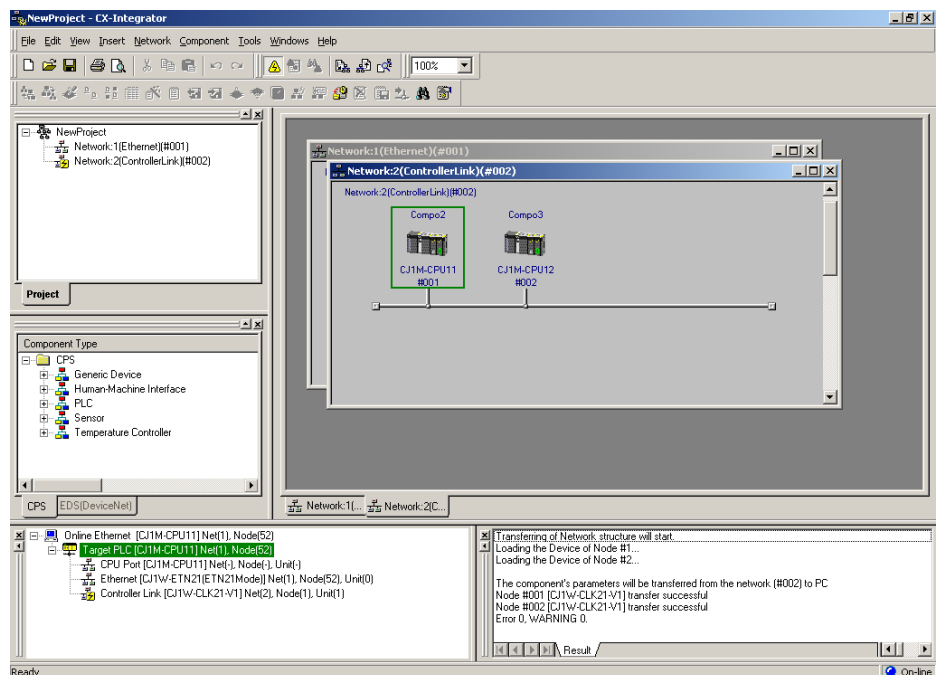 NewProject - CX-Integrator
File Edit View Insert Network Component Tools Windows Help
100%
NewProject
Network:1(Ethernet)(#001)
Network:2(ControllerLink)(#002)
Project
Component Type
CPS
Generic Device
Human-Machine Interface
PLC
Sensor
Temperature Controller
CPS EDS(DeviceNet)
Network:1(Ethernet)(#001)
Network:2(ControllerLink)(#002)
Network:2(ControllerLink)(#002)
Compo2 Compo3
CJ1M-CPU11 CJ1M-CPU12
#001 #002
Network:1(... Network:2(C...
Online Ethernet [CJ1M-CPU11] Net(1), Node(52)
Target PLC [CJ1M-CPU11] Net(1), Node(52)
CPU Port [CJ1M-CPU11] Net(-), Node(-), Unit(-)
Ethernet [CJ1W-ETN21(ETN21Mode)] Net(1), Node(52), Unit(0)
Controller Link [CJ1W-CLK21-V1] Net(2), Node(1), Unit(1)
Transferring of Network structure will start.
Loading the Device of Node #1...
Loading the Device of Node #2...
The component's parameters will be transferred from the network (#002) to PC
Node #001 [CJ1W-CLK21-V1] transfer successful
Node #002 [CJ1W-CLK21-V1] transfer successful
Error 0, WARNING 0.
Result
Ready
On-line